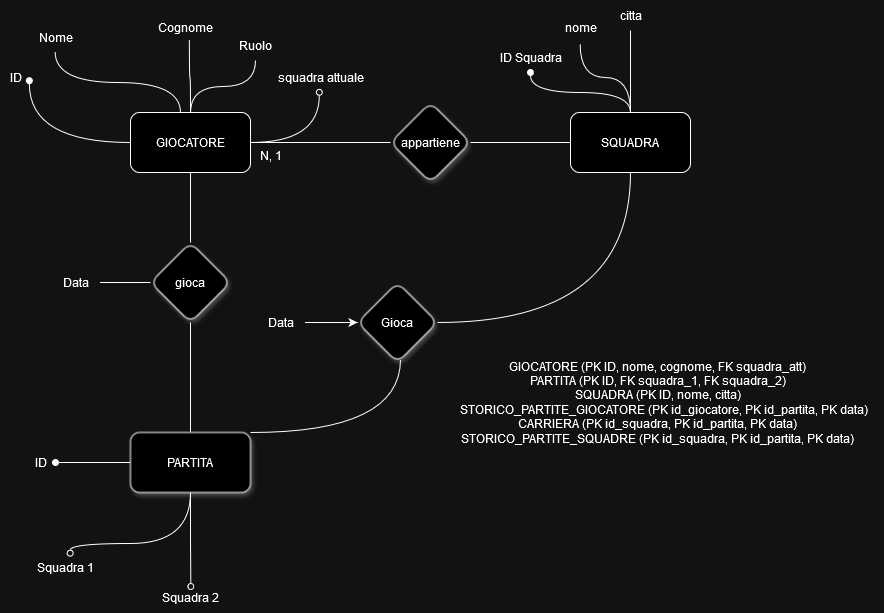 citta
nome
Cognome
Nome
Ruolo
ID Squadra
squadra attuale
ID
GIOCATORE
appartiene
SQUADRA
N, 1
Data
gioca
Data
Gioca
GIOCATORE (PK ID, nome, cognome, FK squadra_att)
PARTITA (PK ID, FK squadra_1, FK squadra_2)
SQUADRA (PK ID, nome, citta)
STORICO_PARTITE_GIOCATORE (PK id_giocatore, PK id_partita, PK data)
CARRIERA (PK id_squadra, PK id_partita, PK data)
STORICO_PARTITE_SQUADRE (PK id_squadra, PK id_partita, PK data)
ID
PARTITA
Squadra 1
Squadra 2